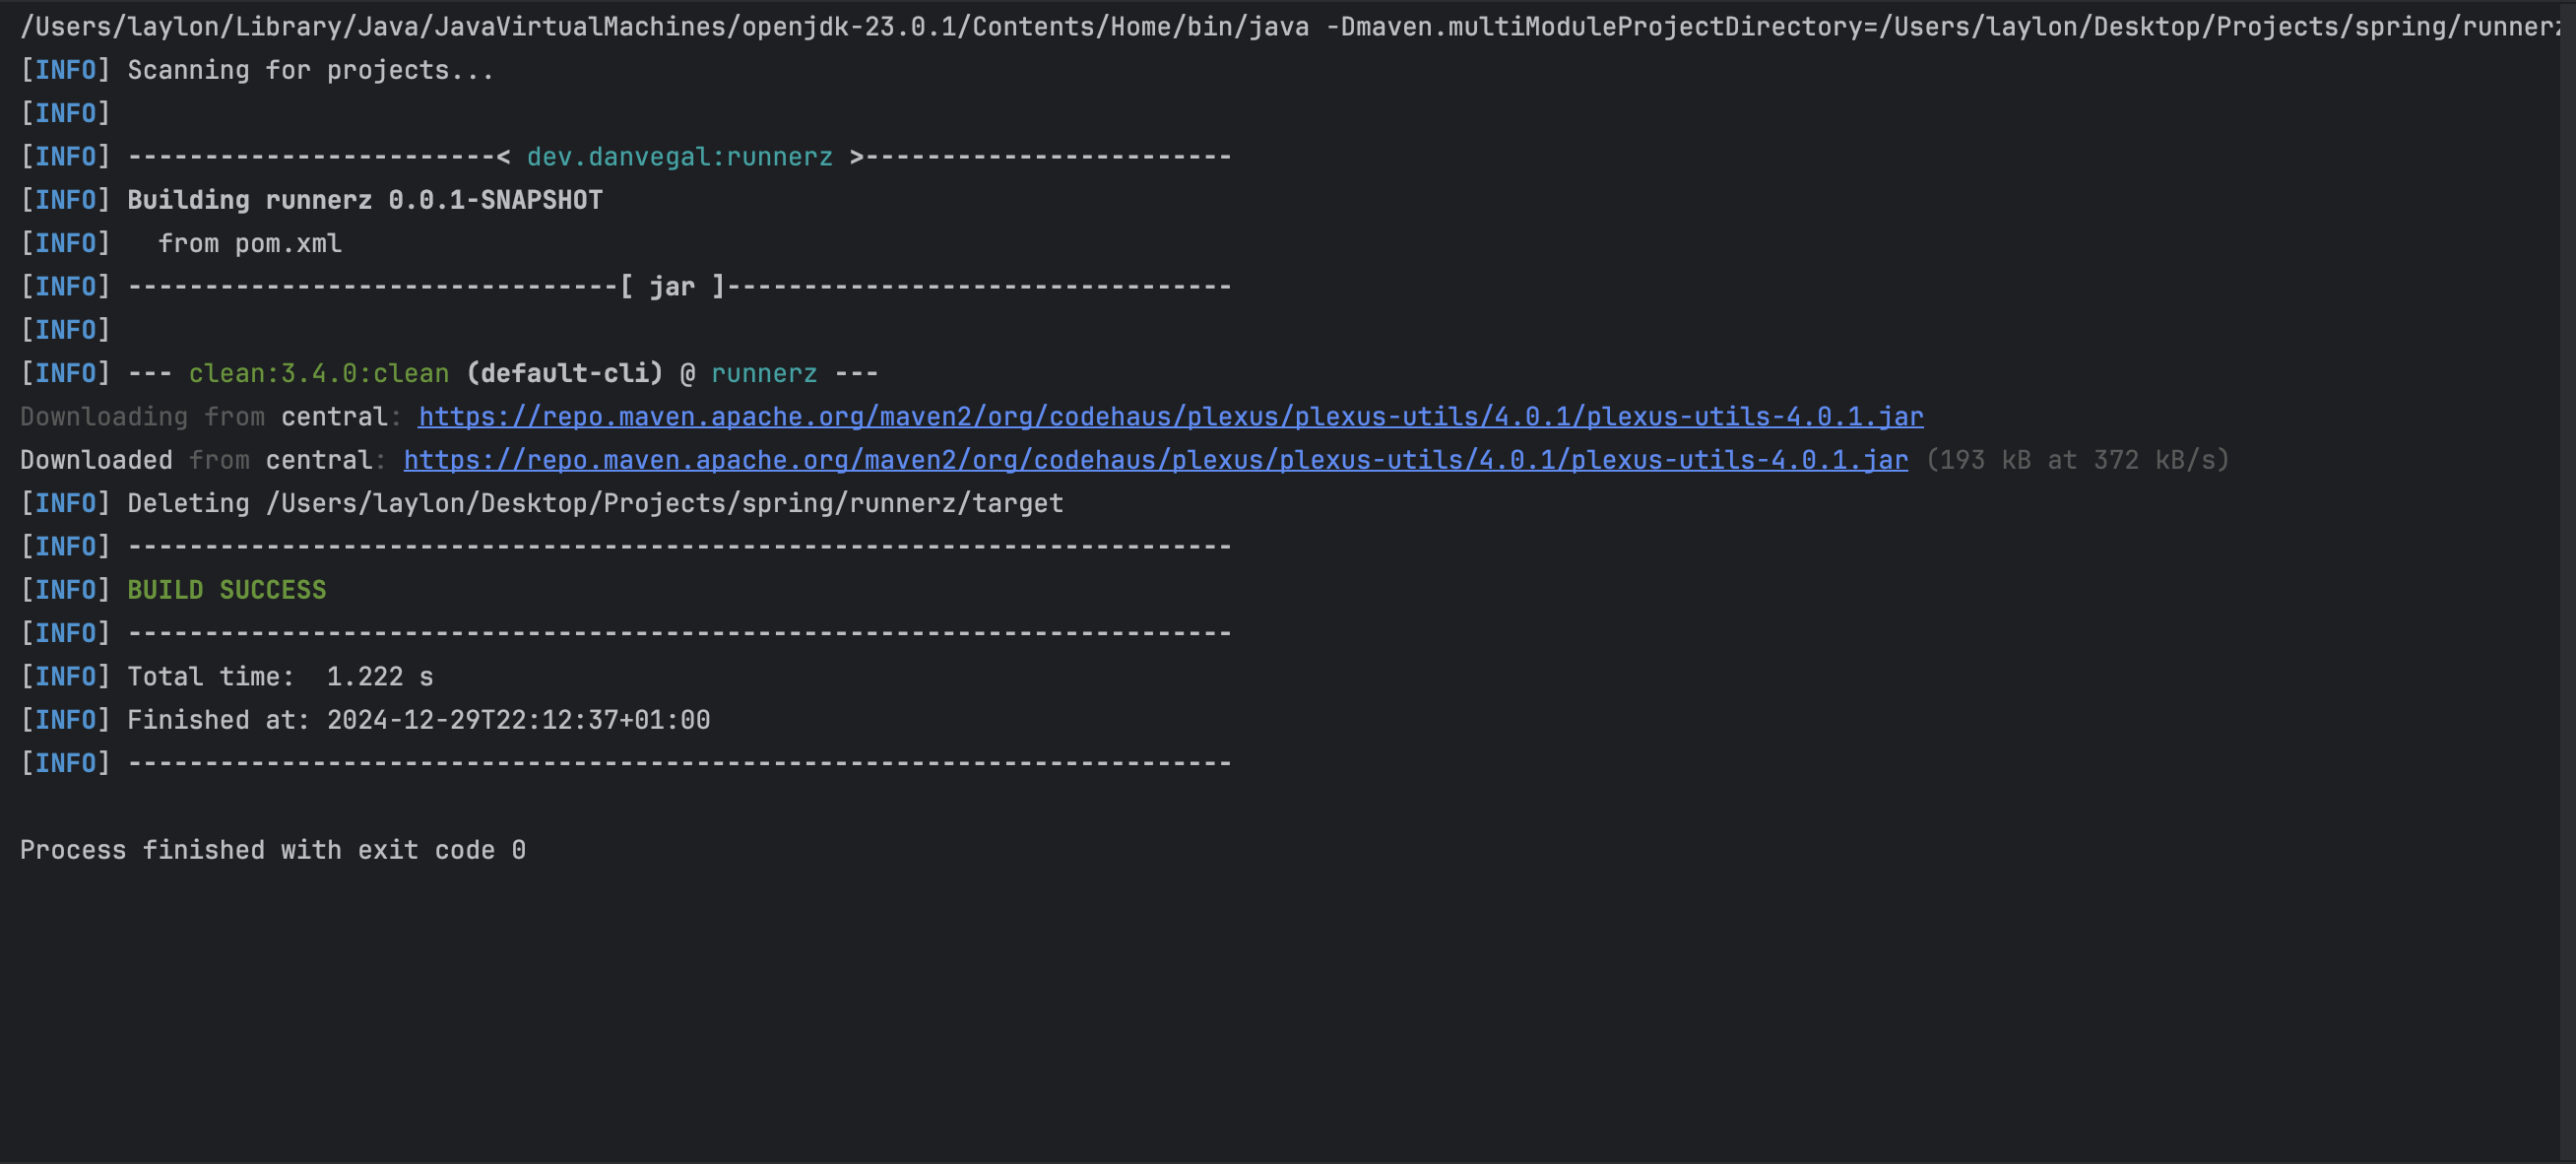 /Users/laylon/Library/Java/JavaVirtualMachines/openjdk-23.0.1/Contents/Home/bin/java -Dmaven.multiModuleProjectDirectory=/Users/laylon/Desktop/Projects/spring/runnerz
[INFO] Scanning for projects...
[INFO]
[INFO] ------------------------< dev.danvegal:runnerz >------------------------
[INFO] Building runnerz 0.0.1-SNAPSHOT
[INFO]   from pom.xml
[INFO] --------------------------------[ jar ]---------------------------------
[INFO]
[INFO] --- clean:3.4.0:clean (default-cli) @ runnerz ---
Downloading from central: https://repo.maven.apache.org/maven2/org/codehaus/plexus/plexus-utils/4.0.1/plexus-utils-4.0.1.jar
Downloaded from central: https://repo.maven.apache.org/maven2/org/codehaus/plexus/plexus-utils/4.0.1/plexus-utils-4.0.1.jar (193 kB at 372 kB/s)
[INFO] Deleting /Users/laylon/Desktop/Projects/spring/runnerz/target
[INFO] ------------------------------------------------------------------------
[INFO] BUILD SUCCESS
[INFO] ------------------------------------------------------------------------
[INFO] Total time:  1.222 s
[INFO] Finished at: 2024-12-29T22:12:37+01:00
[INFO] ------------------------------------------------------------------------
Process finished with exit code 0